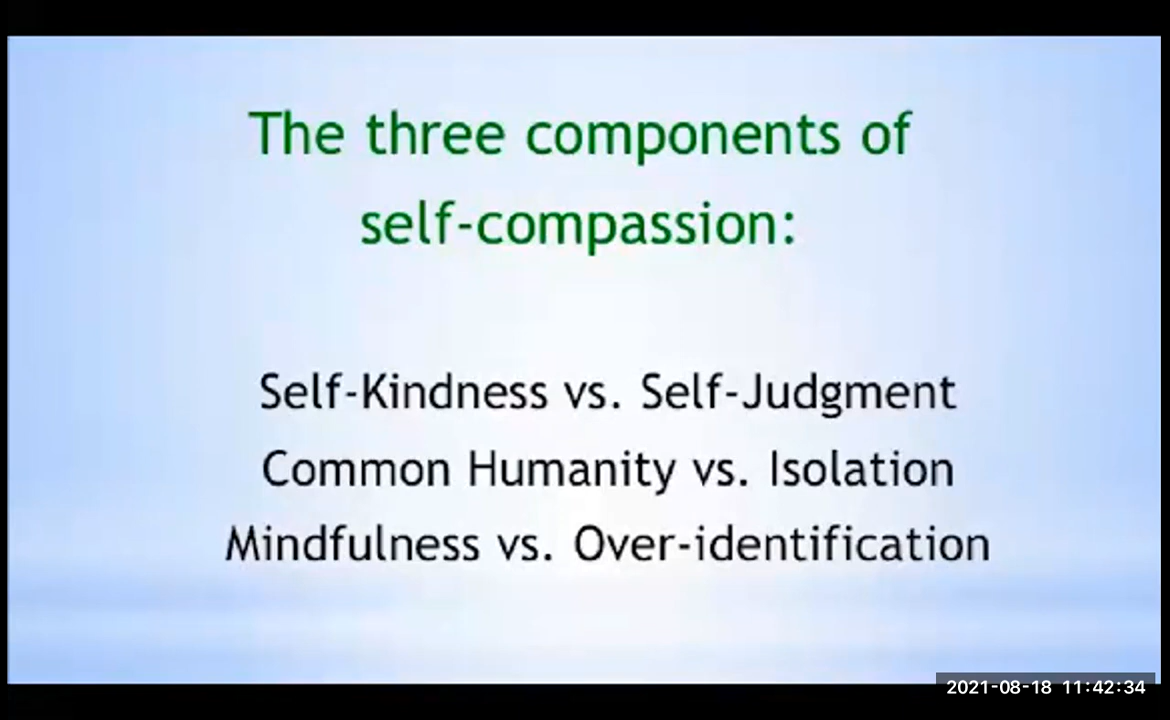 The three components of
self-compassion:
Self-Kindness vs. Self-Judgment
Common Humanity vs. Isolation
Mindfulness vs. Over-identification
2021-08-18 11:42:34